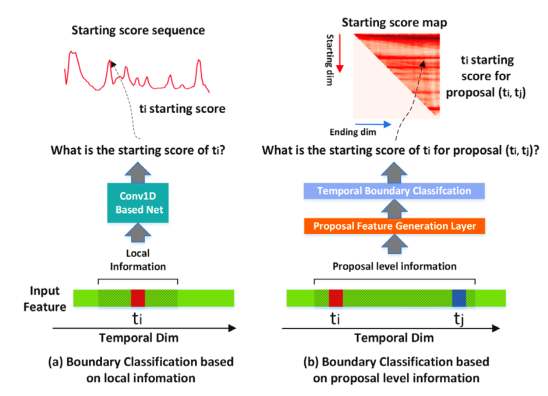 Starting score sequence
ti starting score
What is the starting score of ti?
Conv1D
Based Net
Local
Information
Input
Feature
ti
Temporal Dim
(a) Boundary Classification based
on local infomation
Starting score map
Starting
dim
Ending dim
ti starting
score for
proposal (ti, tj)
What is the starting score of ti for proposal (ti, tj)?
Temporal Boundary Classifcation
Proposal Feature Generation Layer
Proposal level information
ti
tj
Temporal Dim
(b) Boundary Classification based
on proposal level information